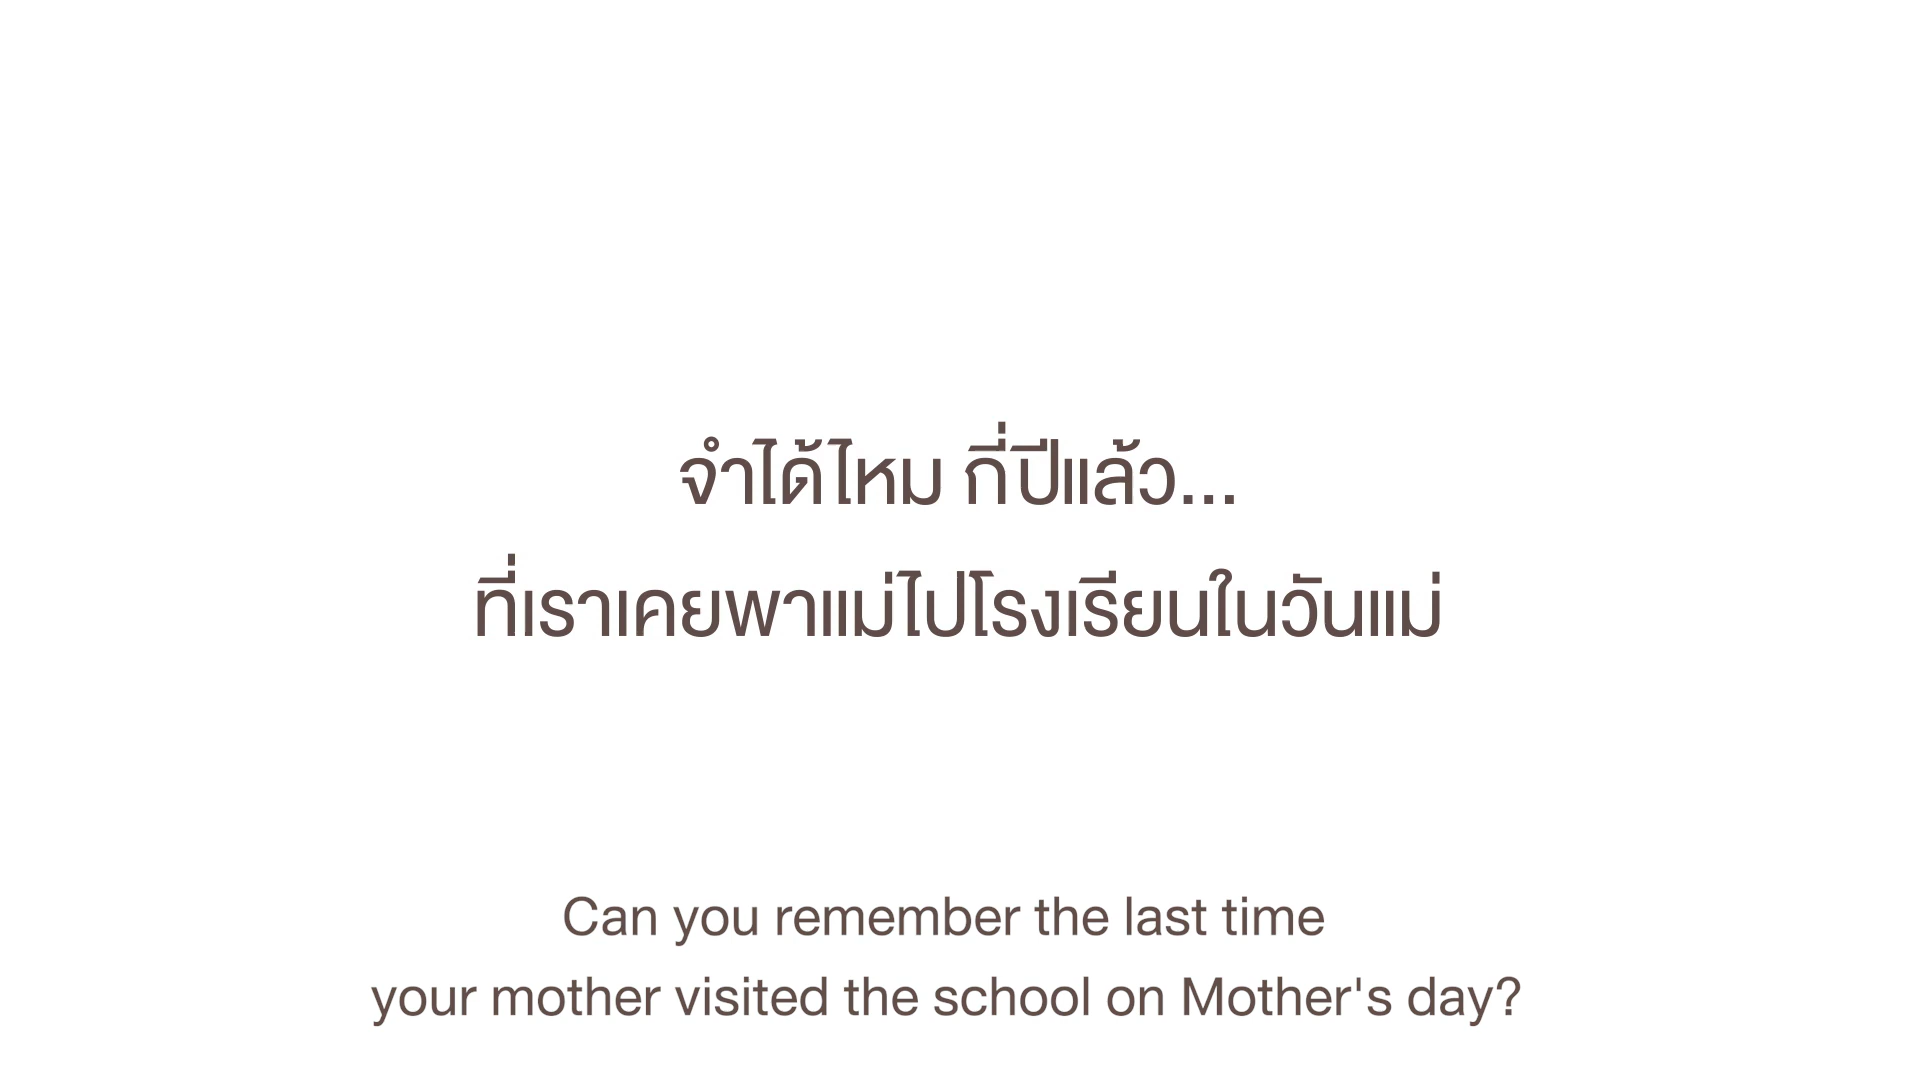 จำได้ไหม กี่ปีแล้ว...
ที่เราเคยพาแม่ไปโรงเรียนในวันแม่
Can you remember the last time
your mother visited the school on Mother's day?